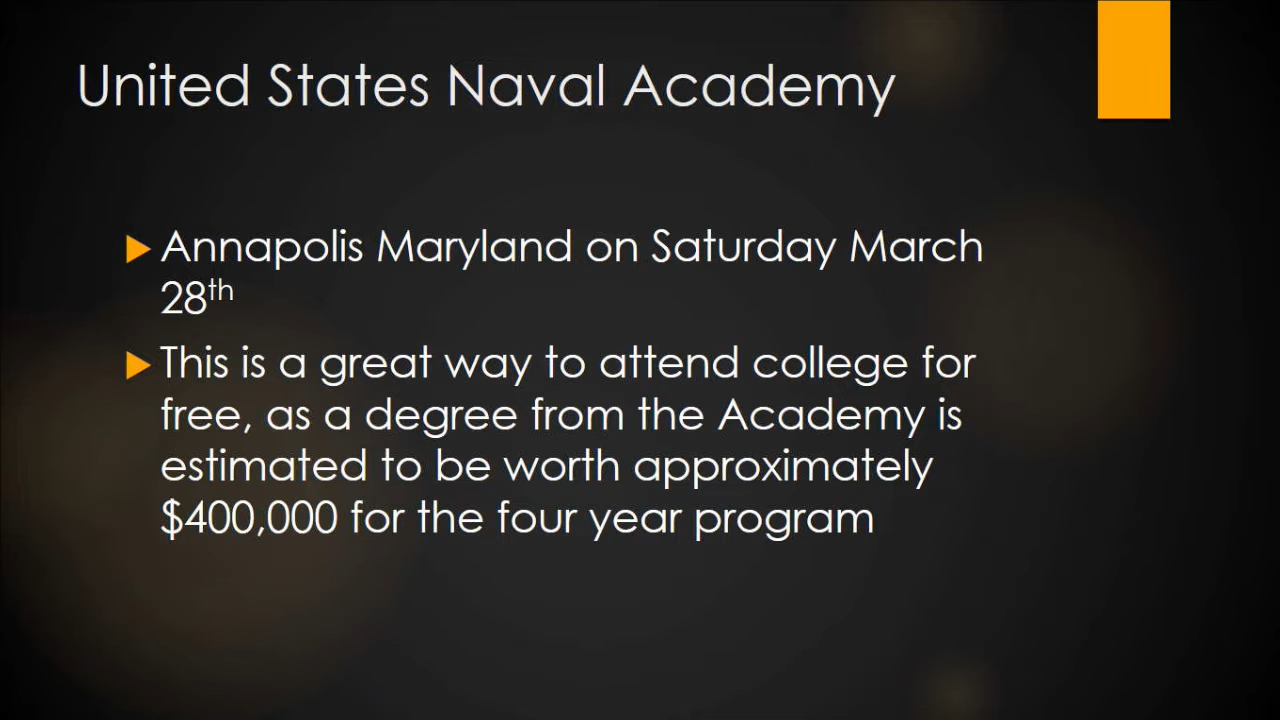 United States Naval Academy
Annapolis Maryland on Saturday March
28th
This is a great way to attend college for
free, as a degree from the Academy is
estimated to be worth approximately
$400,000 for the four year program